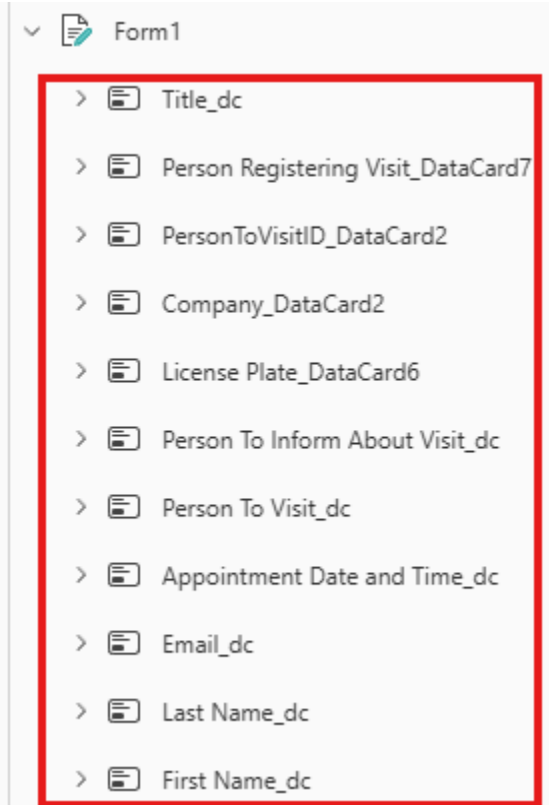 Form1
Title_dc
Person Registering Visit_DataCard7
PersonToVisitID_DataCard2
Company_DataCard2
License Plate_DataCard6
Person To Inform About Visit_dc
Person To Visit_dc
Appointment Date and Time_dc
Email_dc
Last Name_dc
First Name_dc